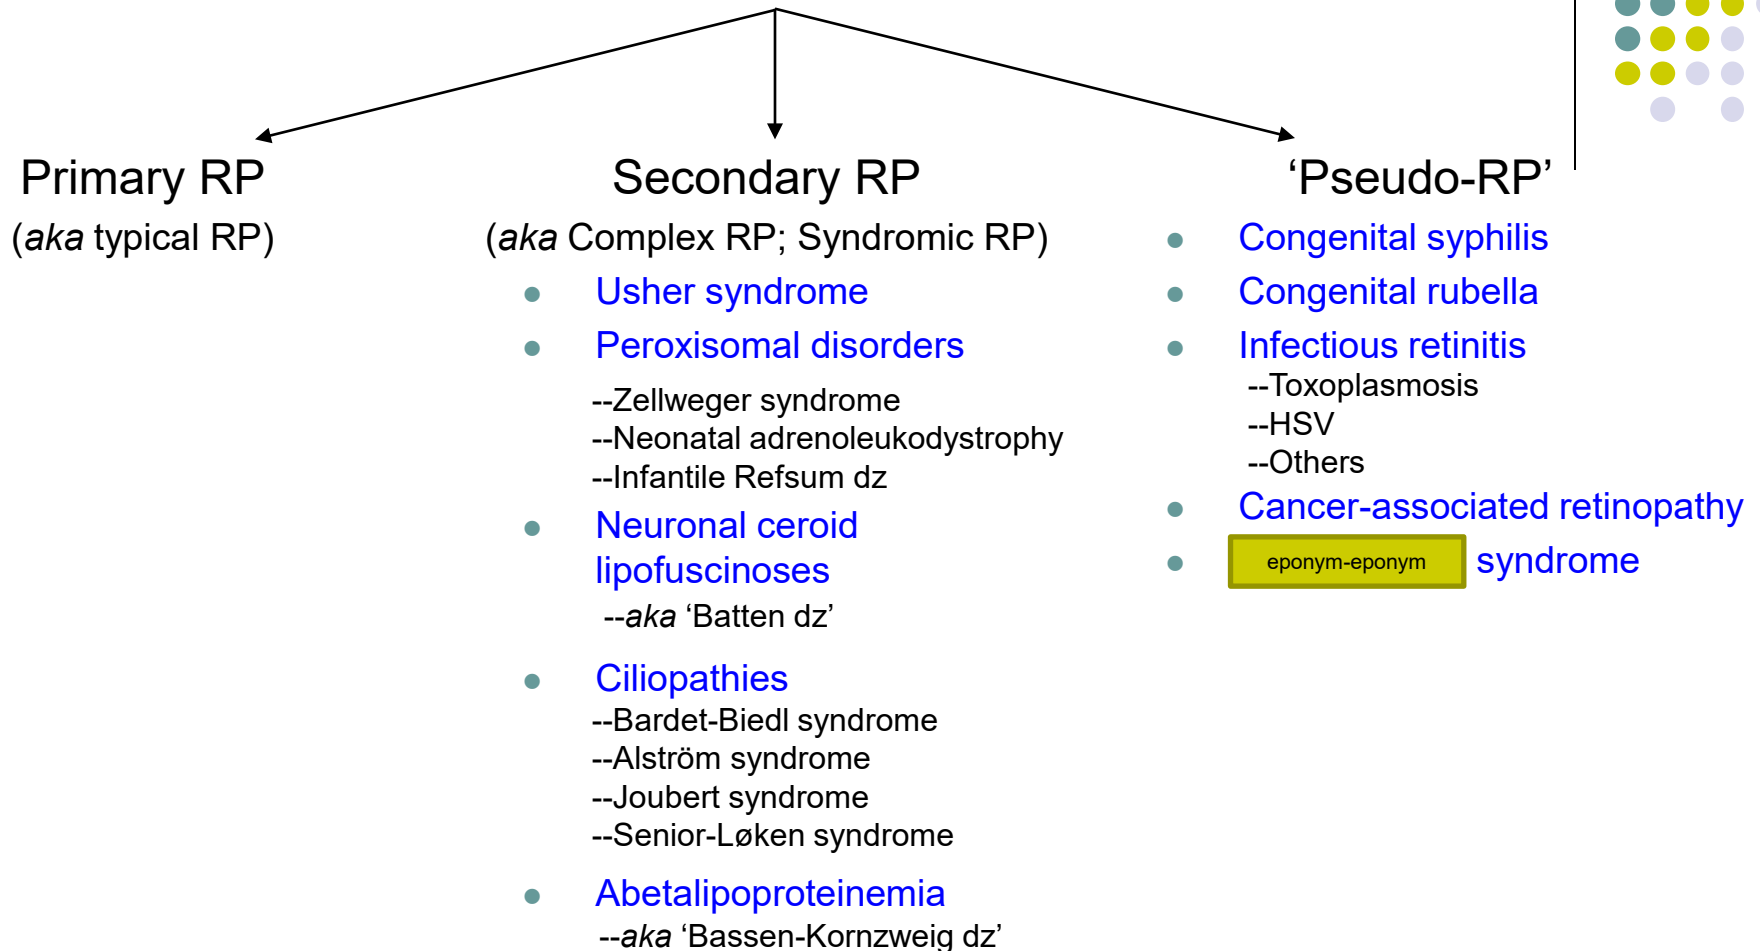 Primary RP
(aka typical RP)
Secondary RP
(aka Complex RP; Syndromic RP)
Usher syndrome
Peroxisomal disorders
--Zellweger syndrome
--Neonatal adrenoleukodystrophy
--Infantile Refsum dz
Neuronal ceroid
lipofuscinoses
--aka ‘Batten dz’
Ciliopathies
--Bardet-Biedl syndrome
--Alström syndrome
--Joubert syndrome
--Senior-Løken syndrome
Abetalipoproteinemia
--aka ‘Bassen-Kornzweig dz’
‘Pseudo-RP’
Congenital syphilis
Congenital rubella
Infectious retinitis
--Toxoplasmosis
--HSV
--Others
Cancer-associated retinopathy
eponym-eponym syndrome